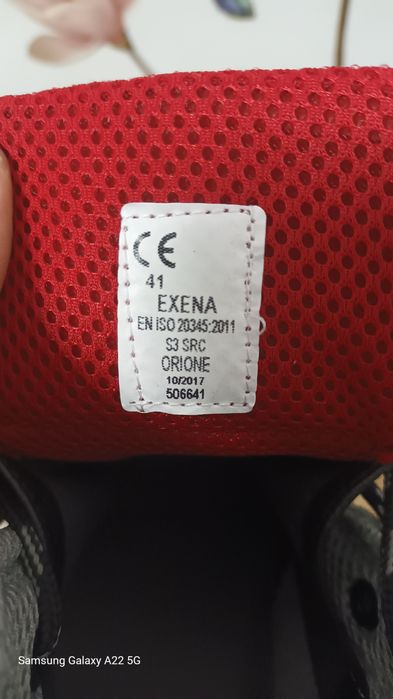 CE
41
EXENA
EN ISO 20345:2011
S3 SRC
ORIONE
10/2017
506641
Samsung Galaxy A22 5G